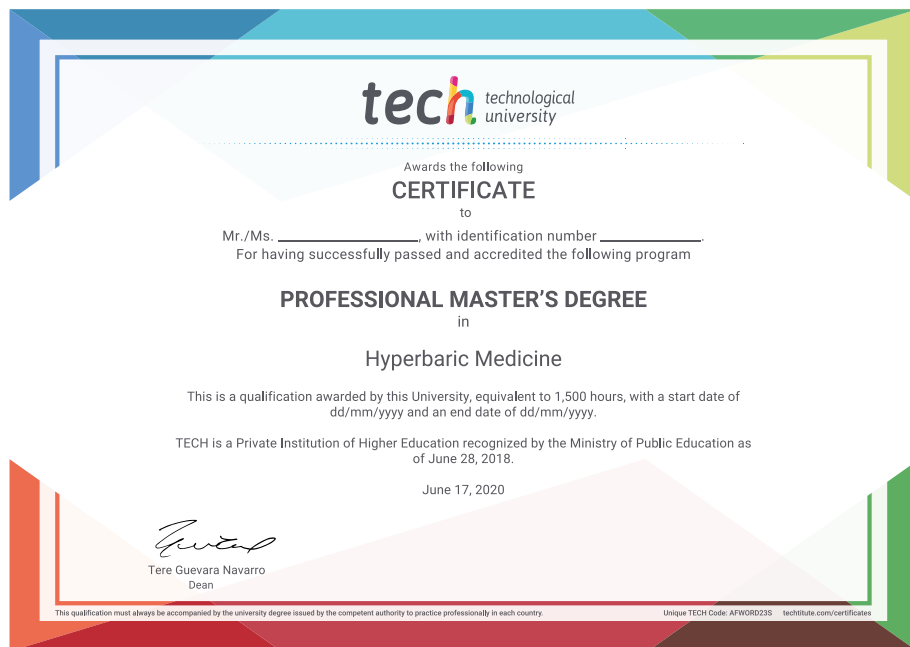 tech technological
university
Awards the following
CERTIFICATE
to
Mr./Ms. ____________________, with identification number ______________.
For having successfully passed and accredited the following program
PROFESSIONAL MASTER'S DEGREE
in
Hyperbaric Medicine
This is a qualification awarded by this University, equivalent to 1,500 hours, with a start date of
dd/mm/yyyy and an end date of dd/mm/yyyy.
TECH is a Private Institution of Higher Education recognized by the Ministry of Public Education as
of June 28, 2018.
June 17, 2020
Tere Guevara Navarro
Dean
This qualification must always be accompanied by the university degree issued by the competent authority to practice professionally in each country.
Unique TECH Code: AFWORD23S techtitute.com/certificates